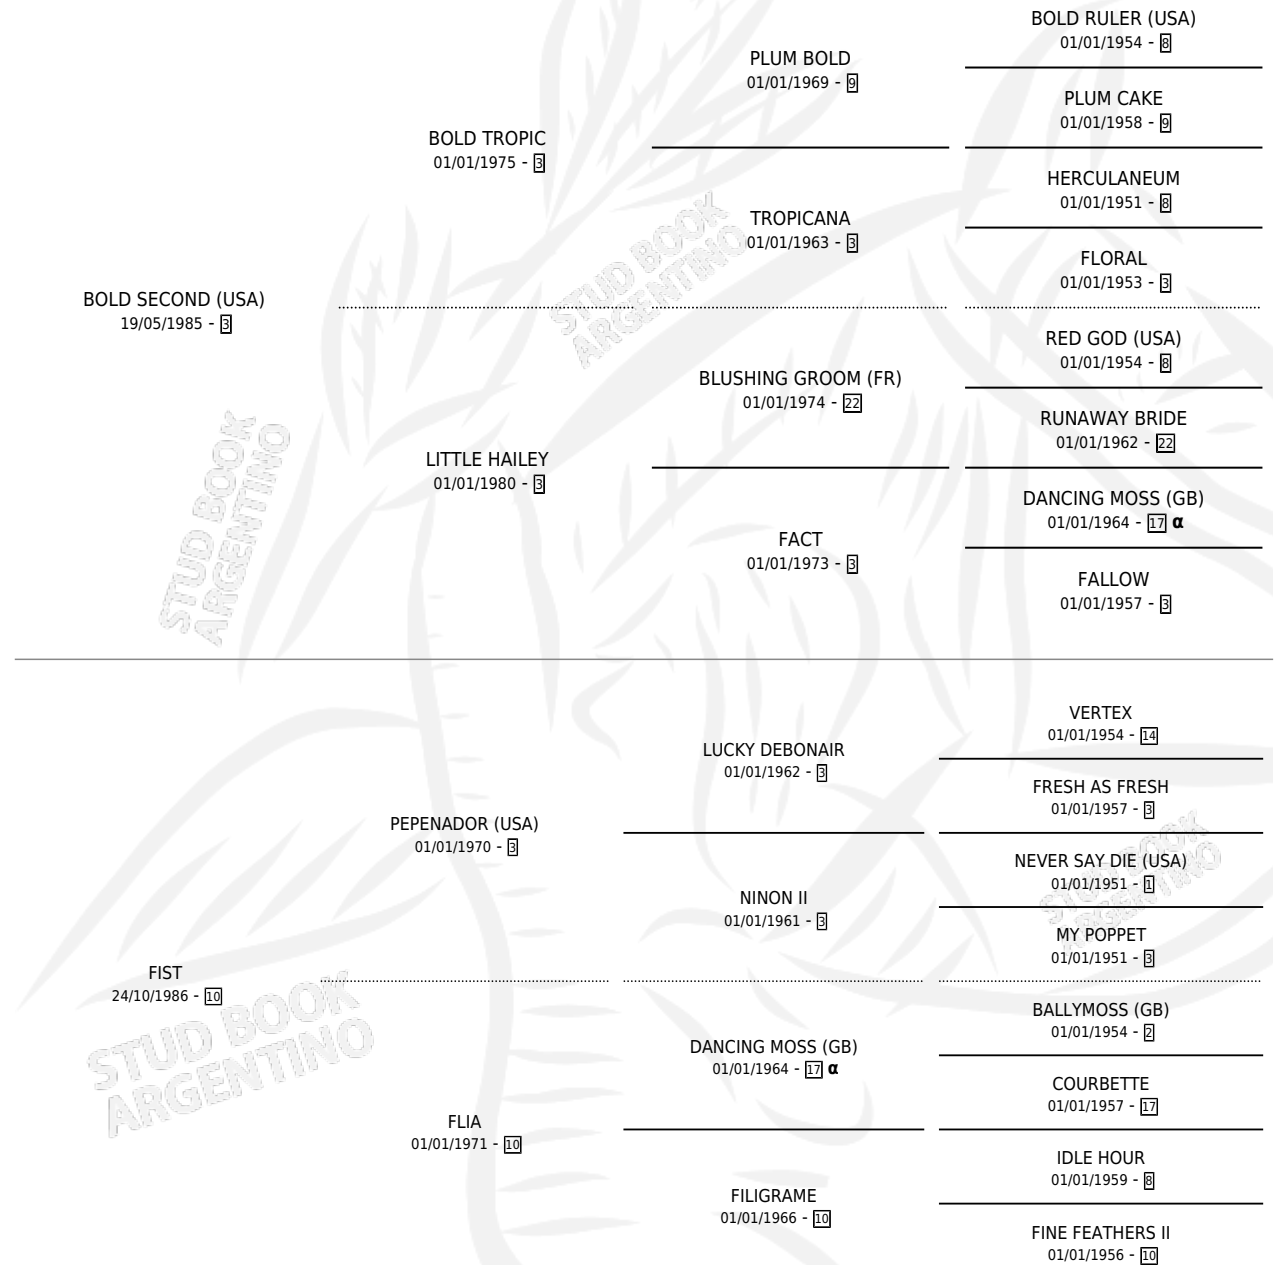 BOLD SECOND (USA)
19/05/1985 - 3
BOLD TROPIC
01/01/1975 - 3
PLUM BOLD
01/01/1969 - 9
BOLD RULER (USA)
01/01/1954 - 8
PLUM CAKE
01/01/1958 - 9
TROPICANA
01/01/1963 - 3
HERCULANEUM
01/01/1951 - 8
FLORAL
01/01/1953 - 3
LITTLE HAILEY
01/01/1980 - 3
BLUSHING GROOM (FR)
01/01/1974 - 22
RED GOD (USA)
01/01/1954 - 8
RUNAWAY BRIDE
01/01/1962 - 22
FACT
01/01/1973 - 3
DANCING MOSS (GB)
01/01/1964 - 17 α
FALLOW
01/01/1957 - 3
FIST
24/10/1986 - 10
PEPENADOR (USA)
01/01/1970 - 3
LUCKY DEBONAIR
01/01/1962 - 3
VERTEX
01/01/1954 - 14
FRESH AS FRESH
01/01/1957 - 3
NINON II
01/01/1961 - 3
NEVER SAY DIE (USA)
01/01/1951 - 1
MY POPPET
01/01/1951 - 3
FLIA
01/01/1971 - 10
DANCING MOSS (GB)
01/01/1964 - 17 α
BALLYMOSS (GB)
01/01/1954 - 2
COURBETTE
01/01/1957 - 17
FILIGRAME
01/01/1966 - 10
IDLE HOUR
01/01/1959 - 8
FINE FEATHERS II
01/01/1956 - 10
STUD BOOK
ARGENTINO
STUD BOOK
ARGENTINO
STUD BOOK
ARGENTINO
STUD BOOK
ARGENTINO